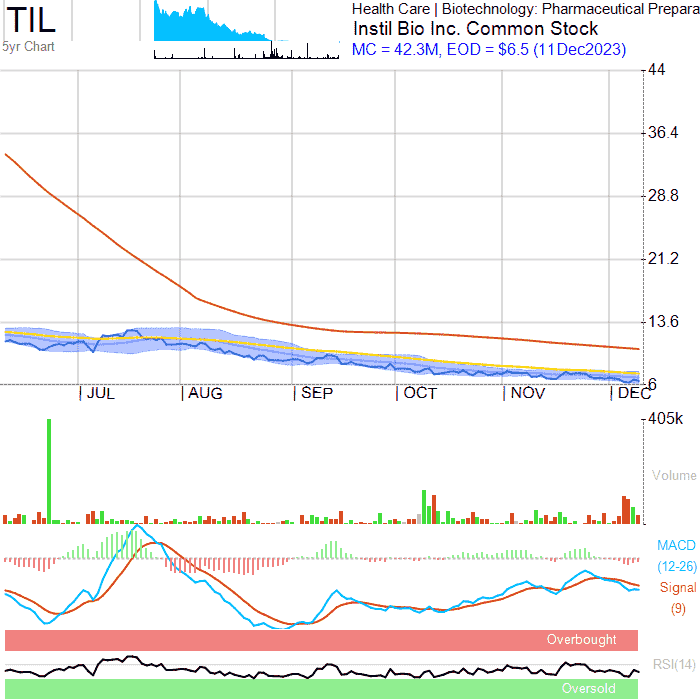 TIL
5yr Chart
Health Care | Biotechnology: Pharmaceutical Prepara
Instil Bio Inc. Common Stock
MC = 42.3M, EOD = $6.5 (11Dec2023)
44
36.4
28.8
21.2
13.6
6
JUL
AUG
SEP
OCT
NOV
DEC
405k
Volume
MACD
(12-26)
Signal
(9)
Overbought
RSI(14)
Oversold